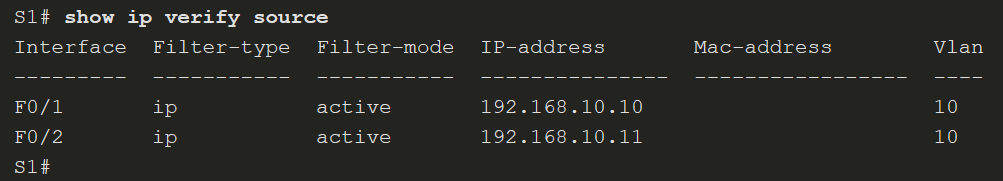 S1# show ip verify source
Interface  Filter-type  Filter-mode  IP-address       Mac-address        Vlan
---------  -----------  -----------  ---------------  -----------------  ----
F0/1       ip           active       192.168.10.10                       10
F0/2       ip           active       192.168.10.11                       10
S1#